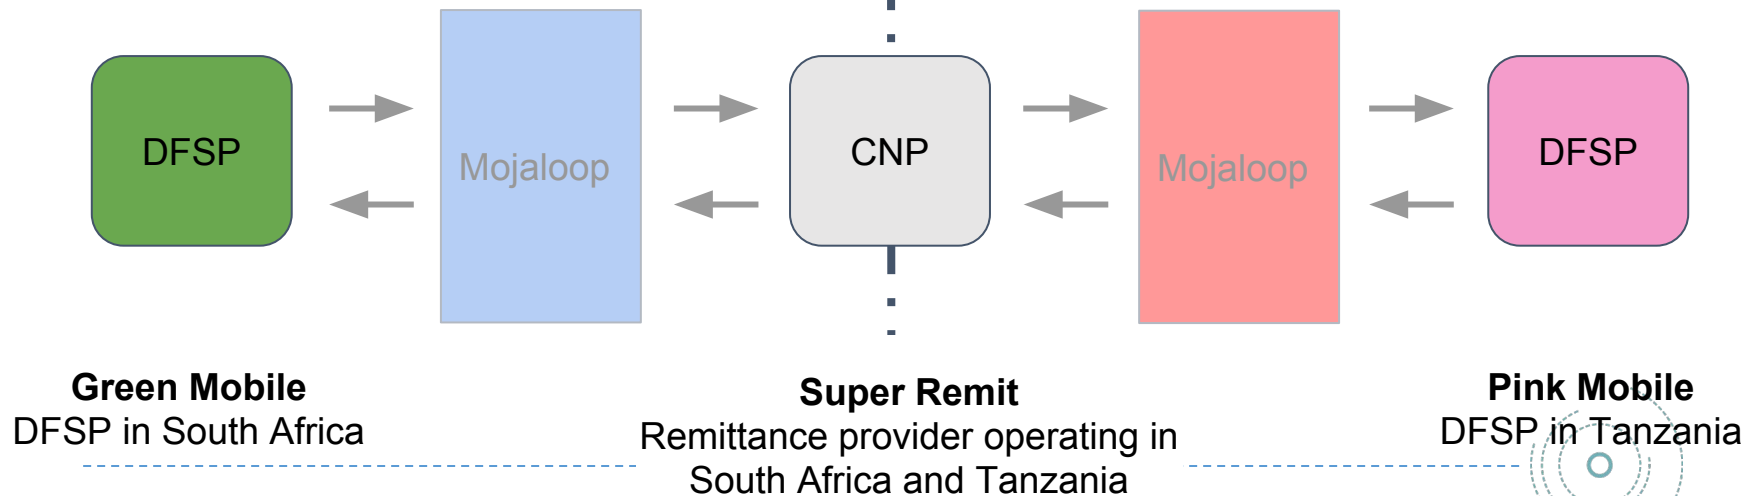 DFSP
Mojaloop
CNP
Mojaloop
DFSP
Green Mobile
DFSP in South Africa
Super Remit
Remittance provider operating in
South Africa and Tanzania
Pink Mobile
DFSP in Tanzania